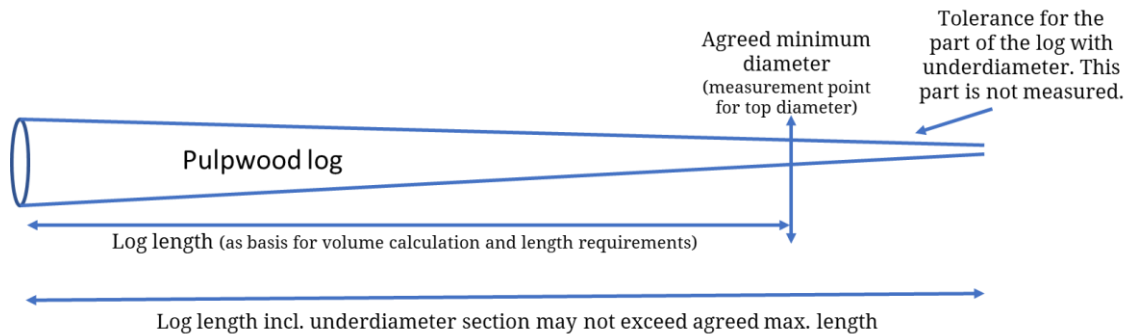 Agreed minimum
diameter
(measurement point
for top diameter)
Tolerance for the
part of the log with
underdiameter. This
part is not measured.
Pulpwood log
Log length (as basis for volume calculation and length requirements)
Log length incl. underdiameter section may not exceed agreed max. length